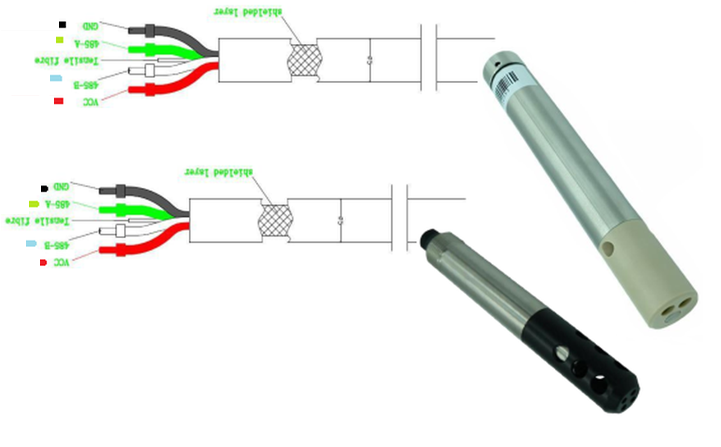 shielded layer
GND
485-A
Tensile fibre
485-B
VCC
shielded layer
GND
485-A
Tensile fibre
485-B
VCC